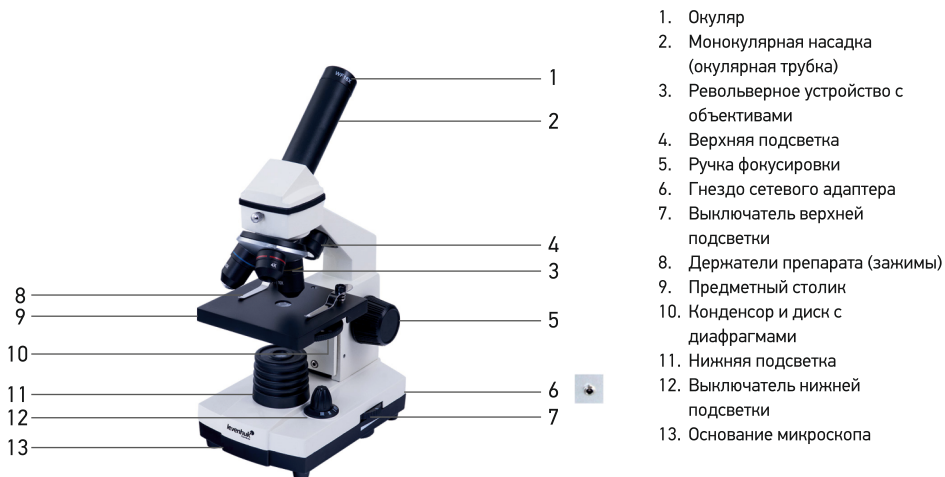 1. Окуляр
2. Монокулярная насадка
(окулярная трубка)
3. Револьверное устройство с
объективами
4. Верхняя подсветка
5. Ручка фокусировки
6. Гнездо сетевого адаптера
7. Выключатель верхней
подсветки
8. Держатели препарата (зажимы)
9. Предметный столик
10. Конденсор и диск с
диафрагмами
11. Нижняя подсветка
12. Выключатель нижней
подсветки
13. Основание микроскопа
1
2
4
3
8
9
5
10
11
6
12
7
13
4X
levenhuk